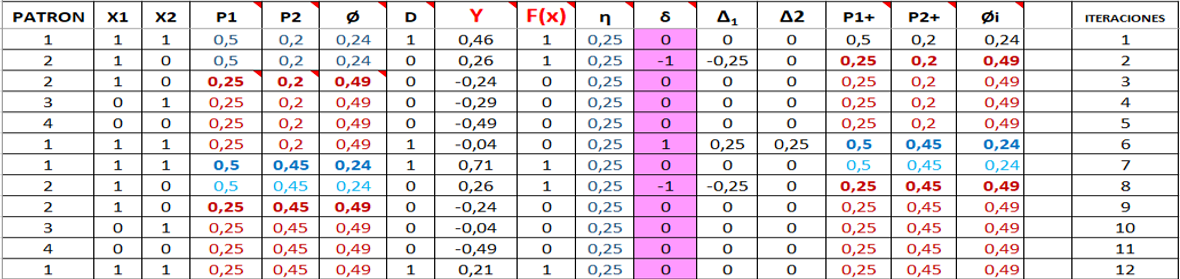 PATRON X1 X2 P1 P2 Ø D Y F(x) η δ Δ1 Δ2 P1+ P2+ Øi ITERACIONES
1 1 1 0,5 0,2 0,24 1 0,46 1 0,25 0 0 0 0,5 0,2 0,24 1
2 1 0 0,5 0,2 0,24 0 0,26 1 0,25 -1 -0,25 0 0,25 0,2 0,49 2
2 1 0 0,25 0,2 0,49 0 -0,24 0 0,25 0 0 0 0,25 0,2 0,49 3
3 0 1 0,25 0,2 0,49 0 -0,29 0 0,25 0 0 0 0,25 0,2 0,49 4
4 0 0 0,25 0,2 0,49 0 -0,49 0 0,25 0 0 0 0,25 0,2 0,49 5
1 1 1 0,25 0,2 0,49 1 -0,04 0 0,25 1 0,25 0,25 0,5 0,45 0,24 6
1 1 1 0,5 0,45 0,24 1 0,71 1 0,25 0 0 0 0,5 0,45 0,24 7
2 1 0 0,5 0,45 0,24 0 0,26 1 0,25 -1 -0,25 0 0,25 0,45 0,49 8
2 1 0 0,25 0,45 0,49 0 -0,24 0 0,25 0 0 0 0,25 0,45 0,49 9
3 0 1 0,25 0,45 0,49 0 -0,04 0 0,25 0 0 0 0,25 0,45 0,49 10
4 0 0 0,25 0,45 0,49 0 -0,49 0 0,25 0 0 0 0,25 0,45 0,49 11
1 1 1 0,25 0,45 0,49 1 0,21 1 0,25 0 0 0 0,25 0,45 0,49 12